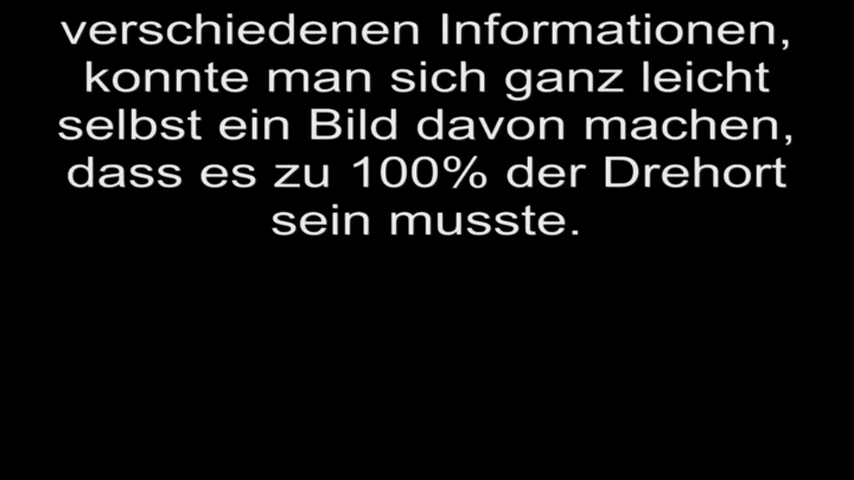 verschiedenen Informationen,
konnte man sich ganz leicht
selbst ein Bild davon machen,
dass es zu 100% der Drehort
sein musste.